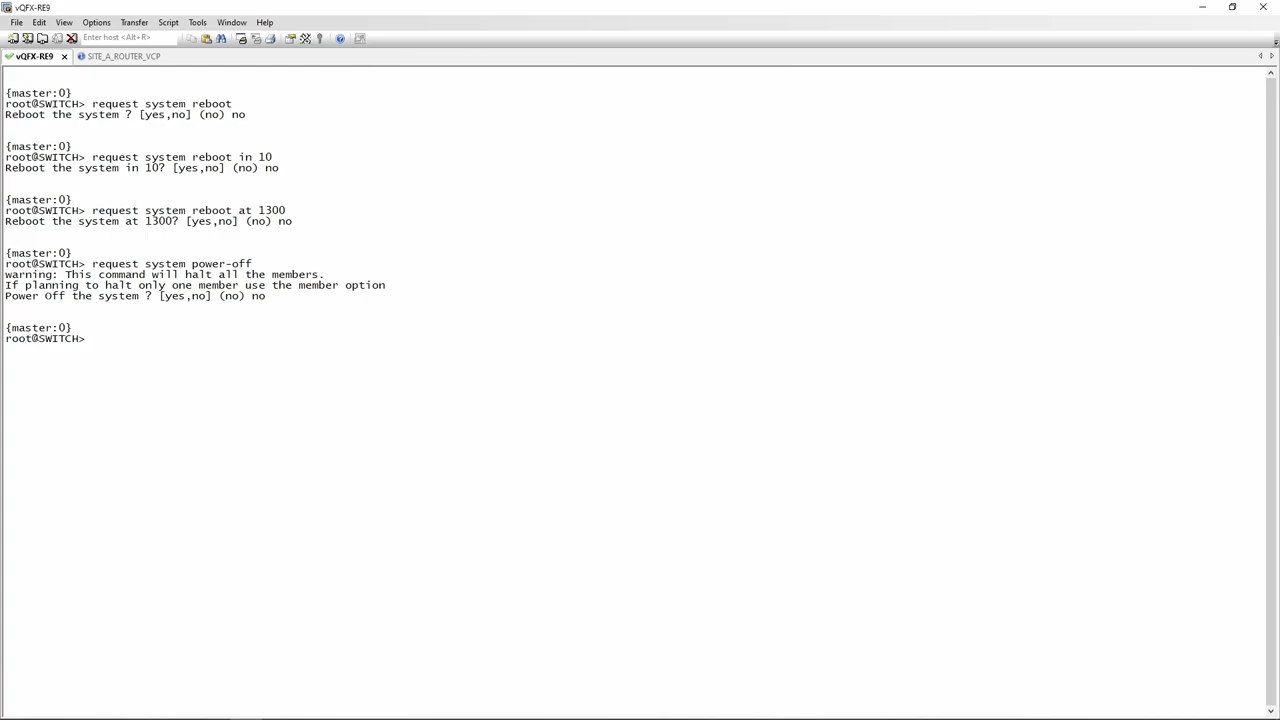 vQFX-RE9
File Edit View Options Transfer Script Tools Window Help
Enter host <Alt+R>
vQFX-RE9 SITE_A_ROUTER_VCP
{master:0}
root@SWITCH> request system reboot
Reboot the system ? [yes,no] (no) no
{master:0}
root@SWITCH> request system reboot in 10
Reboot the system in 10? [yes,no] (no) no
{master:0}
root@SWITCH> request system reboot at 1300
Reboot the system at 1300? [yes,no] (no) no
{master:0}
root@SWITCH> request system power-off
warning: This command will halt all the members.
If planning to halt only one member use the member option
Power Off the system ? [yes,no] (no) no
{master:0}
root@SWITCH>